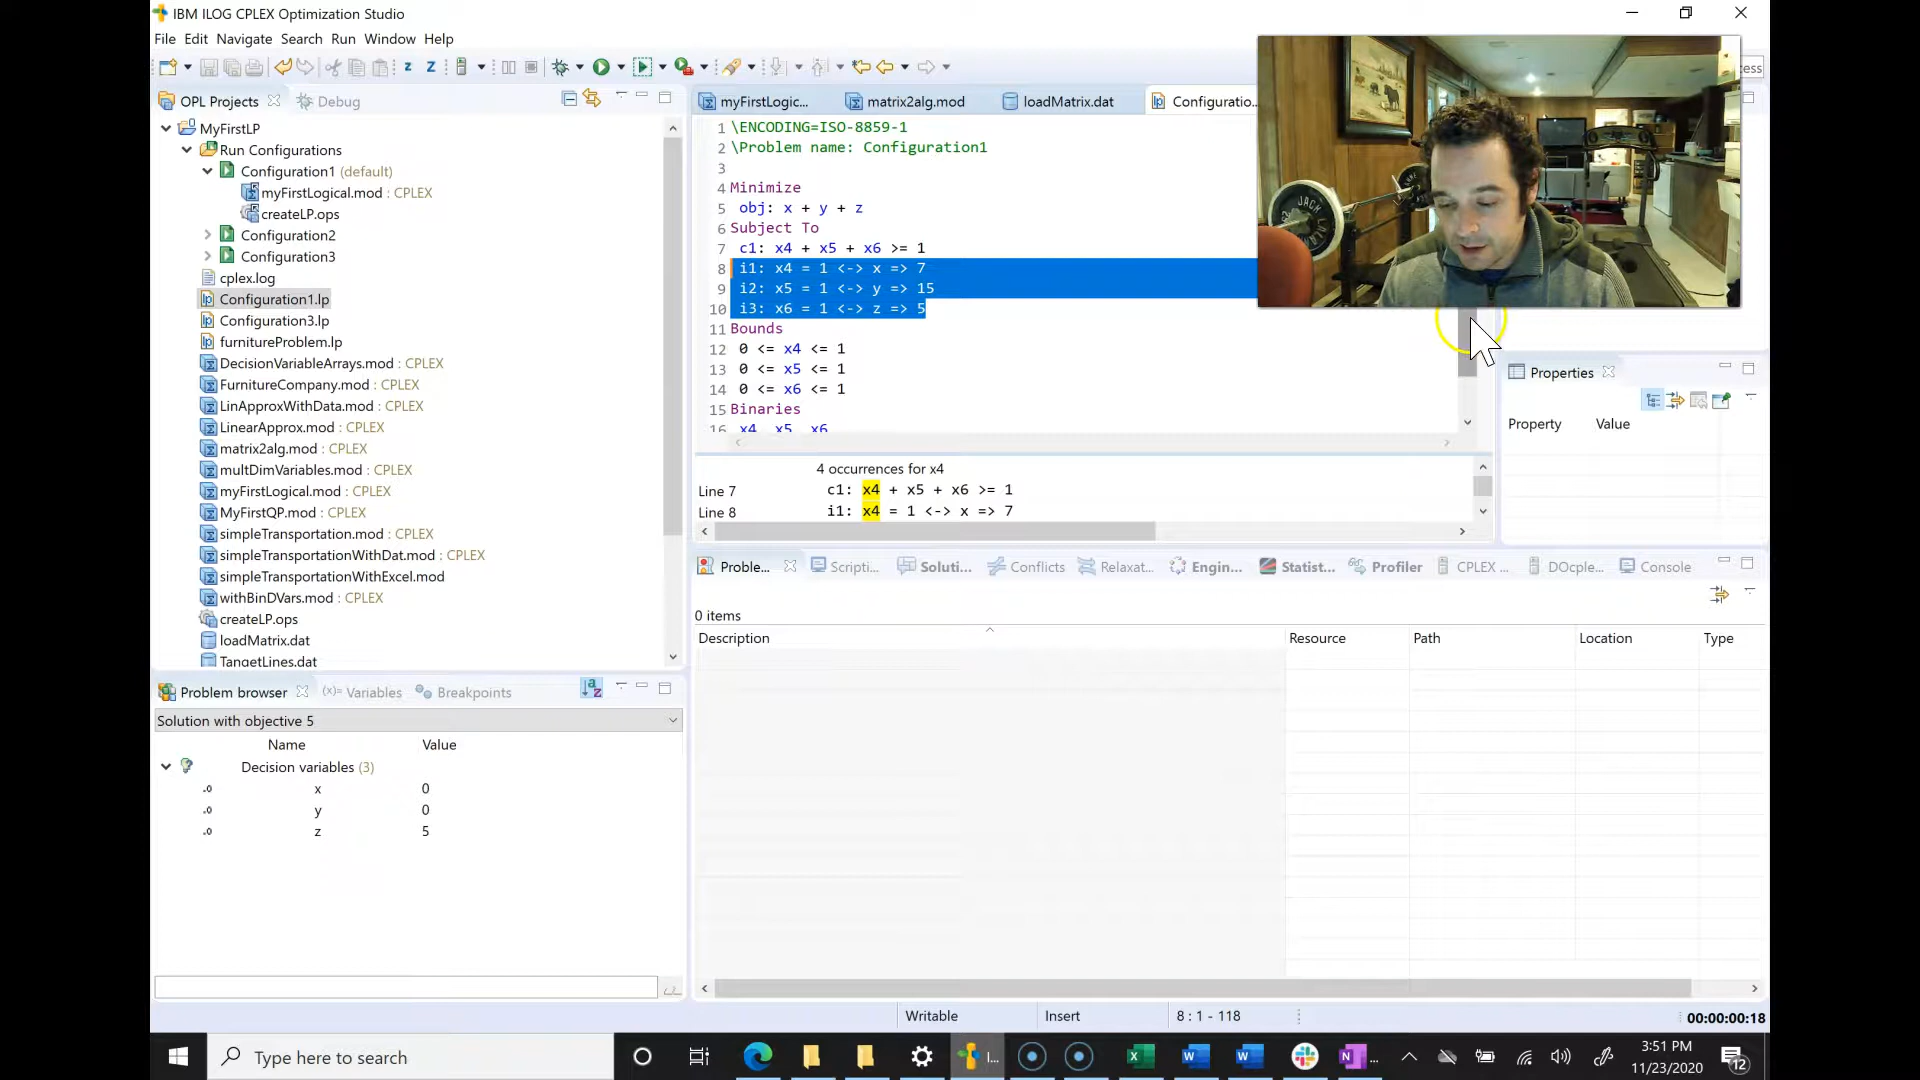 IBM ILOG CPLEX Optimization Studio
File Edit Navigate Search Run Window Help
OPL Projects Debug
MyFirstLP
Run Configurations
Configuration1 (default)
myFirstLogical.mod : CPLEX
createLP.ops
Configuration2
Configuration3
cplex.log
Configuration1.lp
Configuration3.lp
furnitureProblem.lp
DecisionVariableArrays.mod : CPLEX
FurnitureCompany.mod : CPLEX
LinApproxWithData.mod : CPLEX
LinearApprox.mod : CPLEX
matrix2alg.mod : CPLEX
multDimVariables.mod : CPLEX
myFirstLogical.mod : CPLEX
MyFirstQP.mod : CPLEX
simpleTransportation.mod : CPLEX
simpleTransportationWithDat.mod : CPLEX
simpleTransportationWithExcel.mod
withBinDVars.mod : CPLEX
createLP.ops
loadMatrix.dat
TangetLines.dat
myFirstLogic... matrix2alg.mod loadMatrix.dat Configuratio...
1 \ENCODING=ISO-8859-1
2 \Problem name: Configuration1
3
4 Minimize
5 obj: x + y + z
6 Subject To
7 c1: x4 + x5 + x6 >= 1
8 i1: x4 = 1 <-> x => 7
9 i2: x5 = 1 <-> y => 15
10 i3: x6 = 1 <-> z => 5
11 Bounds
12 0 <= x4 <= 1
13 0 <= x5 <= 1
14 0 <= x6 <= 1
15 Binaries
16 x4 x5 x6
4 occurrences for x4
Line 7 c1: x4 + x5 + x6 >= 1
Line 8 i1: x4 = 1 <-> x => 7
JACK
cess
Properties
Property Value
Proble... Scripti... Soluti... Conflicts Relaxat... Engin... Statist... Profiler CPLEX ... DOcple... Console
0 items
Description Resource Path Location Type
Problem browser (x)= Variables Breakpoints
Solution with objective 5
Name Value
Decision variables (3)
x 0
y 0
z 5
Writable Insert 8 : 1 - 118 00:00:00:18
Type here to search
I...
3:51 PM
11/23/2020
12